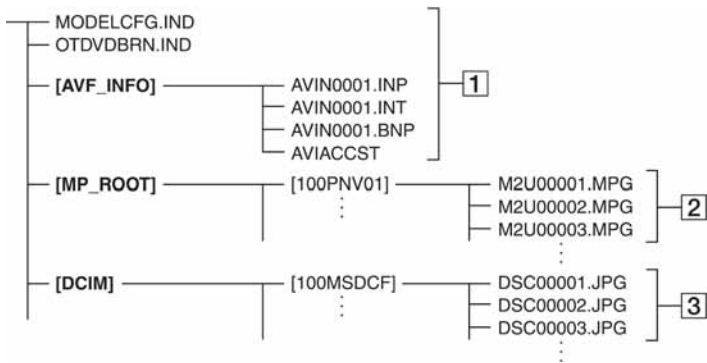 MODELCFG.IND
OTDVDBRN.IND
[AVF_INFO]
AVIN0001.INP
AVIN0001.INT
AVIN0001.BNP
AVIACCST
1
[MP_ROOT]
[100PNV01]
M2U00001.MPG
M2U00002.MPG
M2U00003.MPG
2
[DCIM]
[100MSDCF]
DSC00001.JPG
DSC00002.JPG
DSC00003.JPG
3